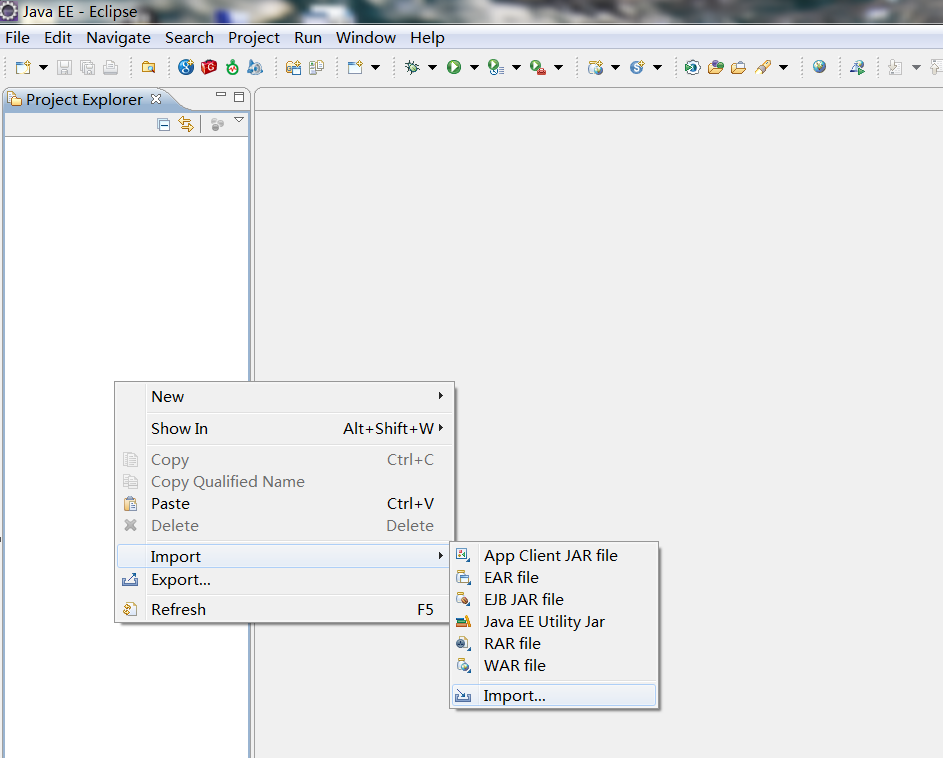 Java EE - Eclipse
File Edit Navigate Search Project Run Window Help
Project Explorer
New
Show In Alt+Shift+W
Copy Ctrl+C
Copy Qualified Name
Paste Ctrl+V
Delete Delete
Import
Export...
Refresh F5
App Client JAR file
EAR file
EJB JAR file
Java EE Utility Jar
RAR file
WAR file
Import...